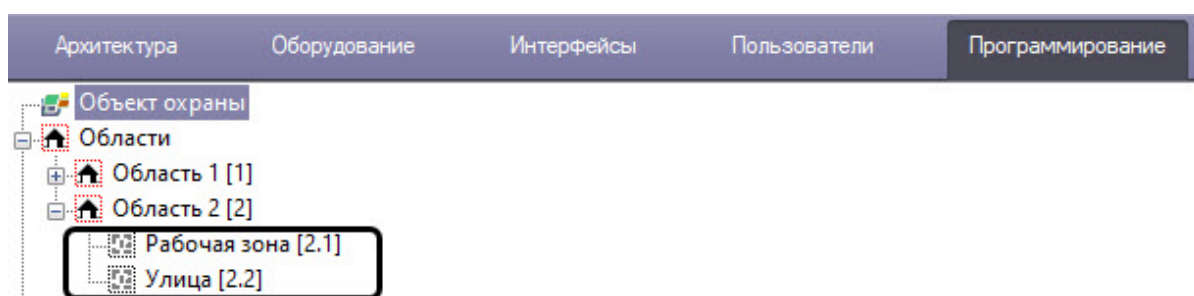 Архитектура Оборудование Интерфейсы Пользователи Программирование
Объект охраны
Области
Область 1 [1]
Область 2 [2]
Рабочая зона [2.1]
Улица [2.2]